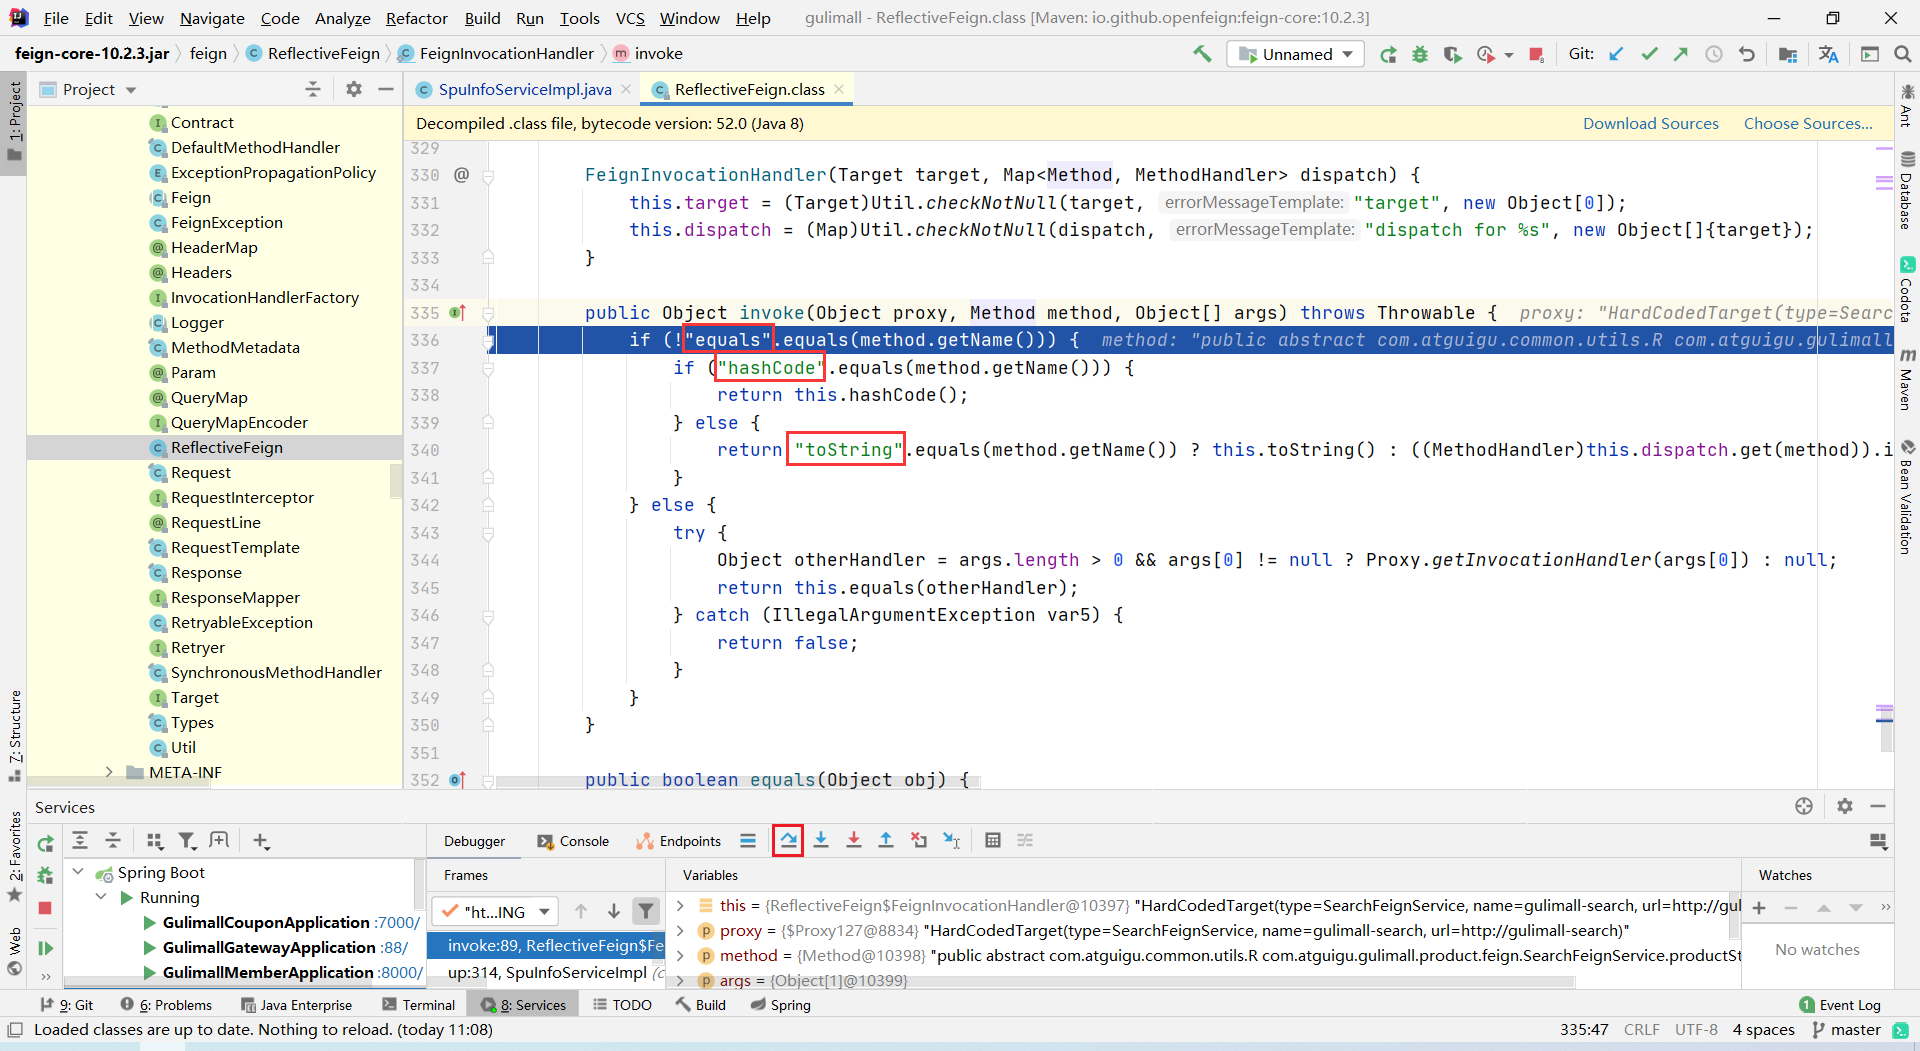 File Edit View Navigate Code Analyze Refactor Build Run Tools VCS Window Help gulimall - ReflectiveFeign.class [Maven: io.github.openfeign:feign-core:10.2.3]
feign-core-10.2.3.jar feign ReflectiveFeign FeignInvocationHandler invoke Unnamed Git:
1: Project
Project
SpuInfoServiceImpl.java ReflectiveFeign.class
Decompiled .class file, bytecode version: 52.0 (Java 8) Download Sources Choose Sources...
Contract
DefaultMethodHandler
ExceptionPropagationPolicy
Feign
FeignException
HeaderMap
Headers
InvocationHandlerFactory
Logger
MethodMetadata
Param
QueryMap
QueryMapEncoder
ReflectiveFeign
Request
RequestInterceptor
RequestLine
RequestTemplate
Response
ResponseMapper
RetryableException
Retryer
SynchronousMethodHandler
Target
Types
Util
META-INF
329
330 @ FeignInvocationHandler(Target target, Map<Method, MethodHandler> dispatch) {
331 this.target = (Target)Util.checkNotNull(target, errorMessageTemplate: "target", new Object[0]);
332 this.dispatch = (Map)Util.checkNotNull(dispatch, errorMessageTemplate: "dispatch for %s", new Object[]{target});
333 }
334
335 public Object invoke(Object proxy, Method method, Object[] args) throws Throwable { proxy: "HardCodedTarget(type=Searc
336 if (!"equals".equals(method.getName())) { method: "public abstract com.atguigu.common.utils.R com.atguigu.gulimall
337 if ("hashCode".equals(method.getName())) {
338 return this.hashCode();
339 } else {
340 return "toString".equals(method.getName()) ? this.toString() : ((MethodHandler)this.dispatch.get(method)).i
341 }
342 } else {
343 try {
344 Object otherHandler = args.length > 0 && args[0] != null ? Proxy.getInvocationHandler(args[0]) : null;
345 return this.equals(otherHandler);
346 } catch (IllegalArgumentException var5) {
347 return false;
348 }
349 }
350 }
351
352 public boolean equals(Object obj) {
Ant
Database
Codota
Maven
Bean Validation
7: Structure
2: Favorites
Web
Services
Debugger Console Endpoints
Spring Boot
Running
GulimallCouponApplication :7000/
GulimallGatewayApplication :88/
GulimallMemberApplication :8000/
Frames
"ht...ING
invoke:89, ReflectiveFeign$Fe
up:314, SpuInfoServiceImpl (c
Variables
this = {ReflectiveFeign$FeignInvocationHandler@10397} "HardCodedTarget(type=SearchFeignService, name=gulimall-search, url=http://gul
proxy = {$Proxy127@8834} "HardCodedTarget(type=SearchFeignService, name=gulimall-search, url=http://gulimall-search)"
method = {Method@10398} "public abstract com.atguigu.common.utils.R com.atguigu.gulimall.product.feign.SearchFeignService.productSt
args = {Object[1]@10399}
Watches
No watches
9: Git 6: Problems Java Enterprise Terminal 8: Services TODO Build Spring 1 Event Log
Loaded classes are up to date. Nothing to reload. (today 11:08) 335:47 CRLF UTF-8 4 spaces master